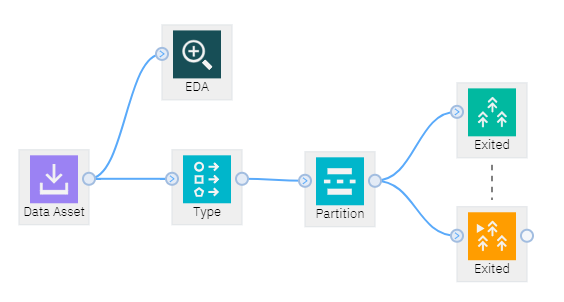 EDA
Data Asset
Type
Partition
Exited
Exited